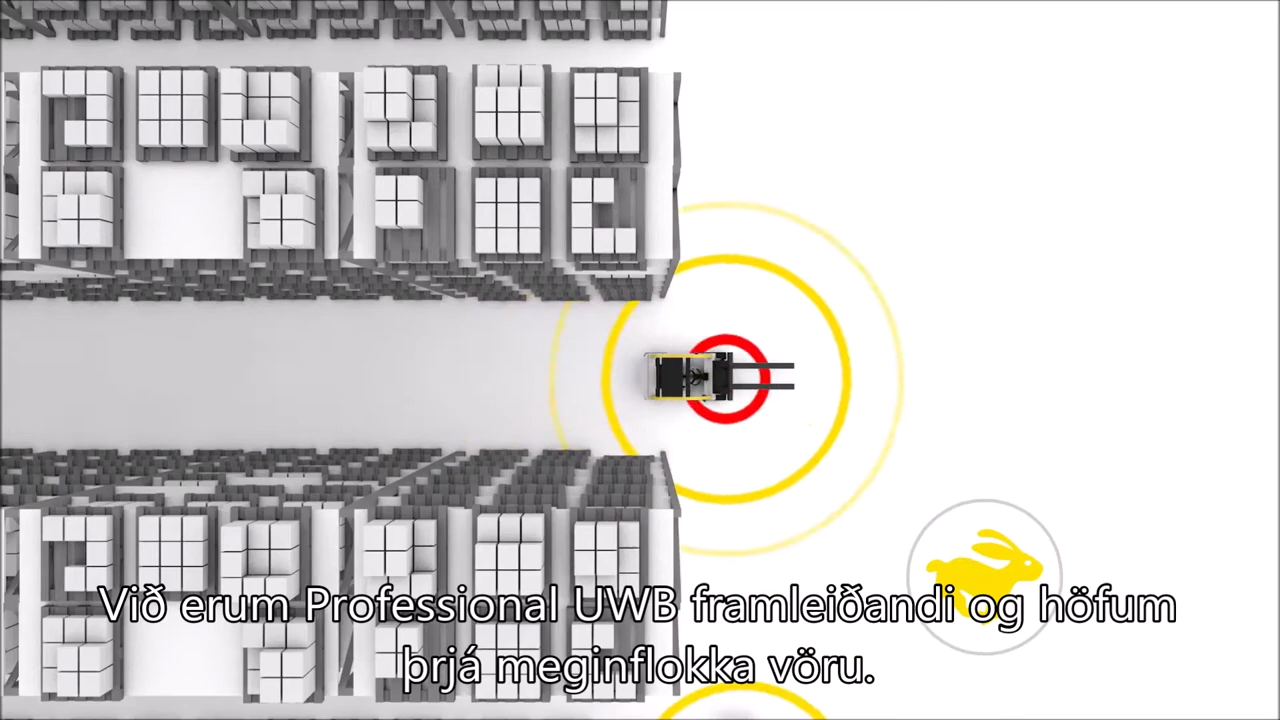 Við erum Professional UWB framleiðandi og höfum
þrjá meginflokka vöru.